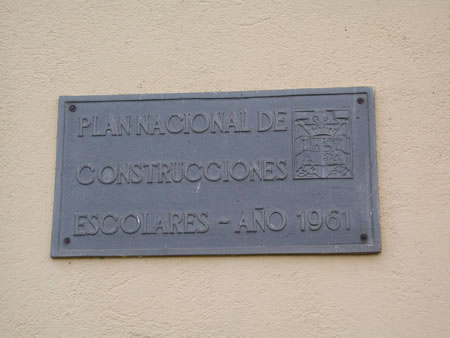 PLAN NACIONAL DE
CONSTRUCCIONES
ESCOLARES - AÑO 1961